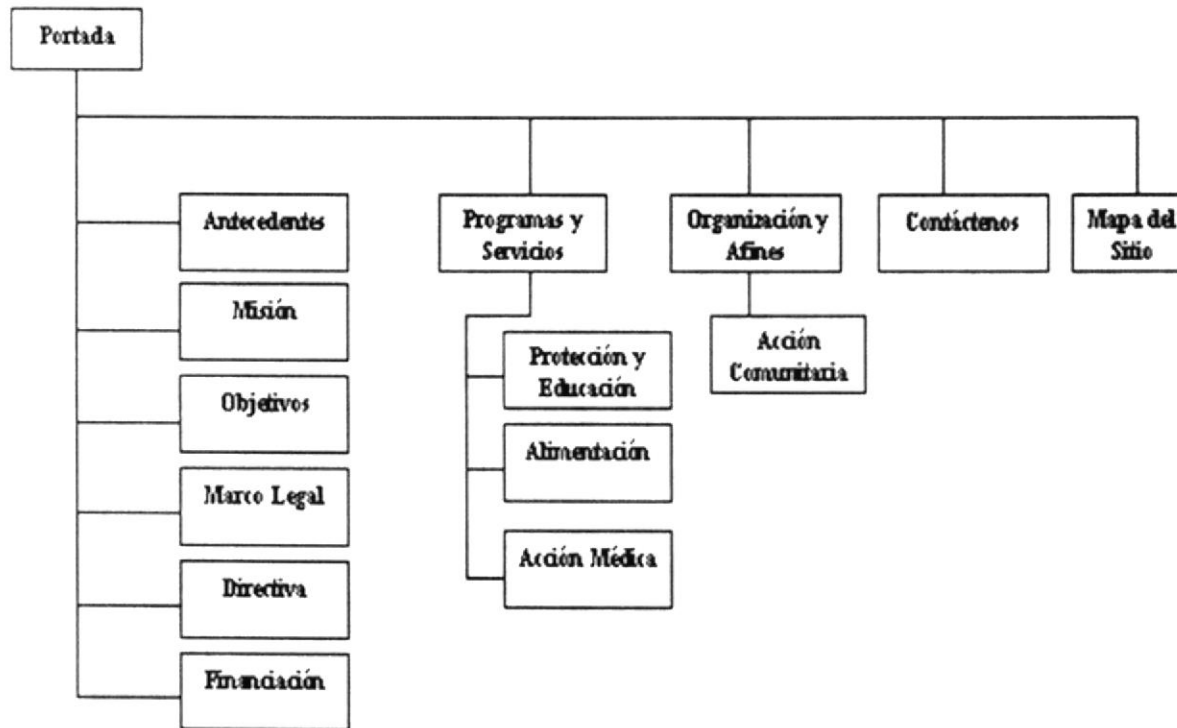 Portada
Antecedentes
Misión
Objetivos
Marco Legal
Directiva
Financiación
Programas y
Servicios
Protección y
Educación
Alimentación
Acción Médica
Organización y
Afines
Acción
Comunitaria
Contáctenos
Mapa del
Sitio